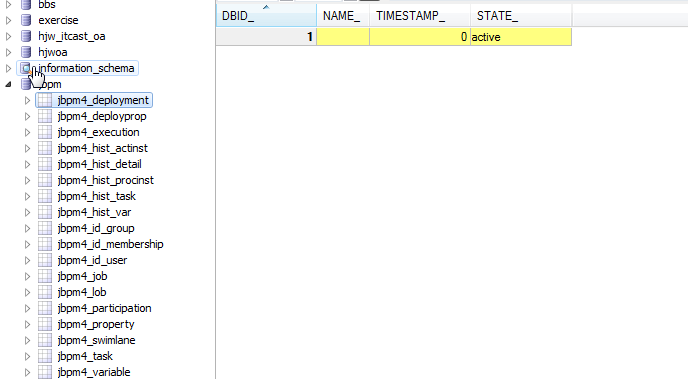 bbs
exercise
hjw_itcast_oa
hjwoa
information_schema
jbpm
jbpm4_deployment
jbpm4_deployprop
jbpm4_execution
jbpm4_hist_actinst
jbpm4_hist_detail
jbpm4_hist_procinst
jbpm4_hist_task
jbpm4_hist_var
jbpm4_id_group
jbpm4_id_membership
jbpm4_id_user
jbpm4_job
jbpm4_lob
jbpm4_participation
jbpm4_property
jbpm4_swimlane
jbpm4_task
jbpm4_variable
DBID_ NAME_ TIMESTAMP_ STATE_
1 0 active